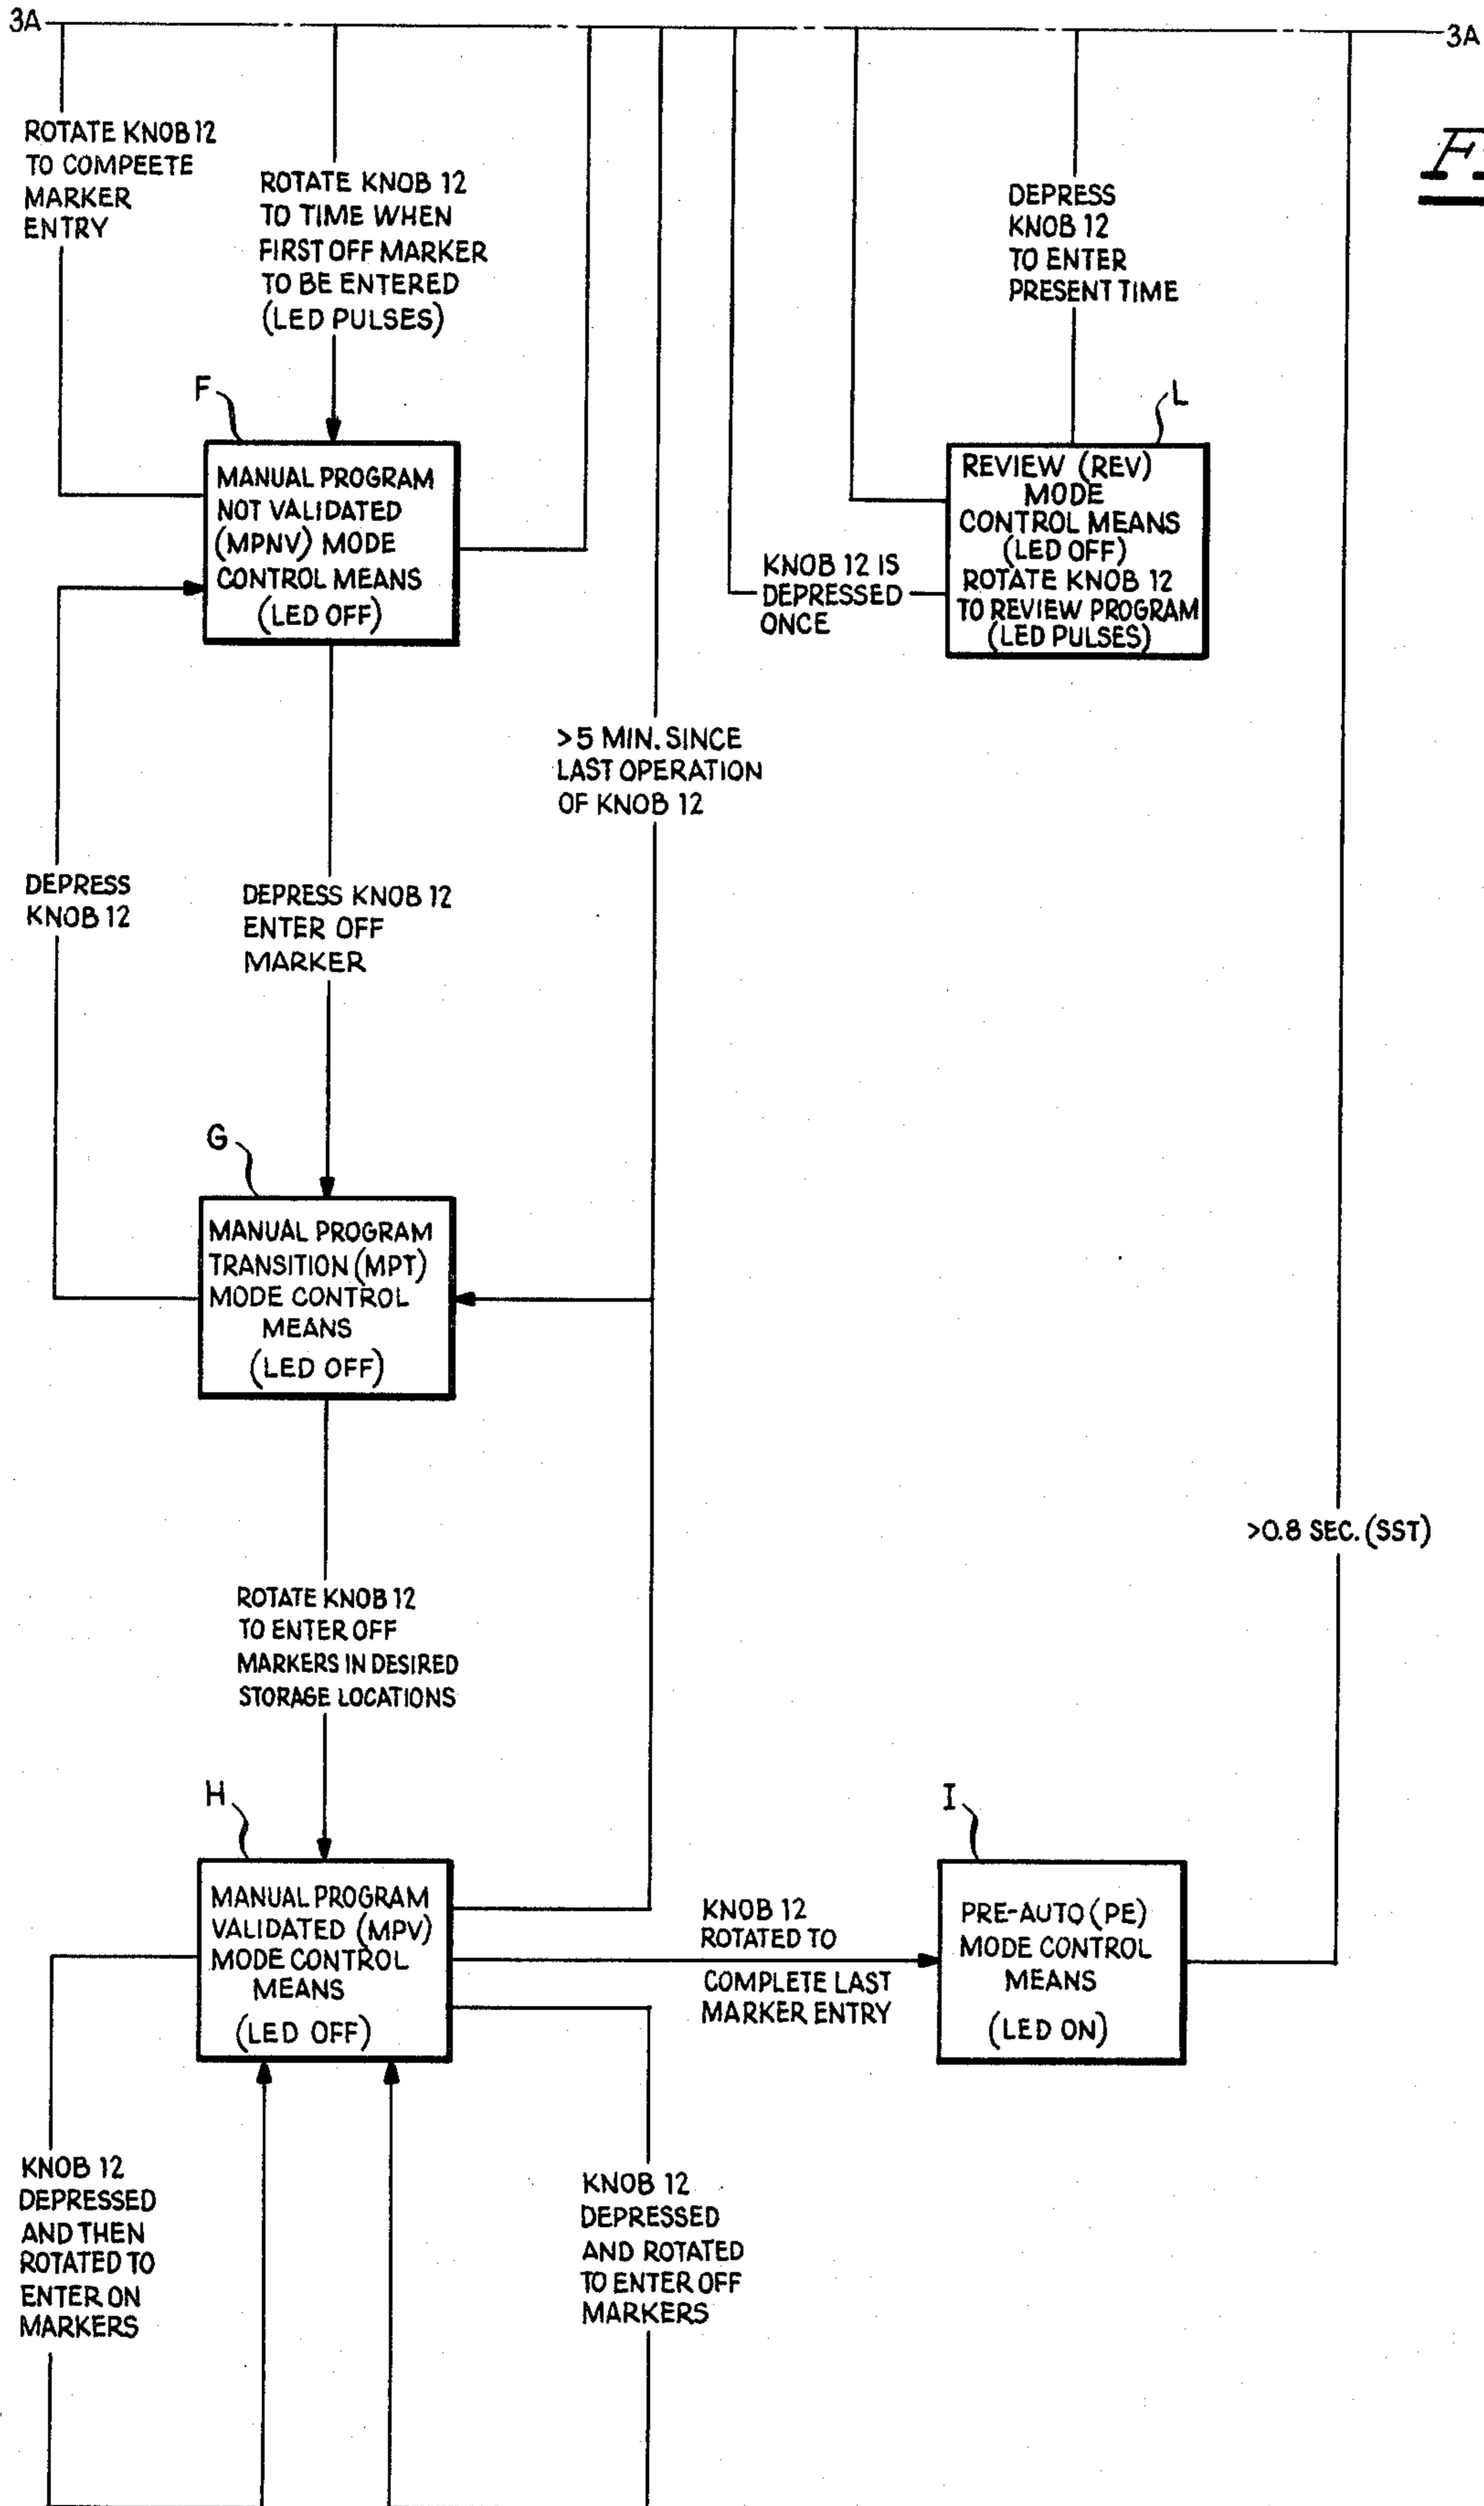 3A
3A
F
ROTATE KNOB 12
TO COMPEETE
MARKER
ENTRY
ROTATE KNOB 12
TO TIME WHEN
FIRST OFF MARKER
TO BE ENTERED
(LED PULSES)
DEPRESS
KNOB 12
TO ENTER
PRESENT TIME
F
MANUAL PROGRAM
NOT VALIDATED
(MPNV) MODE
CONTROL MEANS
(LED OFF)
L
REVIEW (REV)
MODE
CONTROL MEANS
(LED OFF)
ROTATE KNOB 12
TO REVIEW PROGRAM
(LED PULSES)
KNOB 12 IS
DEPRESSED
ONCE
>5 MIN. SINCE
LAST OPERATION
OF KNOB 12
DEPRESS
KNOB 12
DEPRESS KNOB 12
ENTER OFF
MARKER
G
MANUAL PROGRAM
TRANSITION (MPT)
MODE CONTROL
MEANS
(LED OFF)
>0.8 SEC. (SST)
ROTATE KNOB 12
TO ENTER OFF
MARKERS IN DESIRED
STORAGE LOCATIONS
H
MANUAL PROGRAM
VALIDATED (MPV)
MODE CONTROL
MEANS
(LED OFF)
KNOB 12
ROTATED TO
COMPLETE LAST
MARKER ENTRY
I
PRE-AUTO (PE)
MODE CONTROL
MEANS
(LED ON)
KNOB 12
DEPRESSED
AND THEN
ROTATED TO
ENTER ON
MARKERS
KNOB 12
DEPRESSED
AND ROTATED
TO ENTER OFF
MARKERS